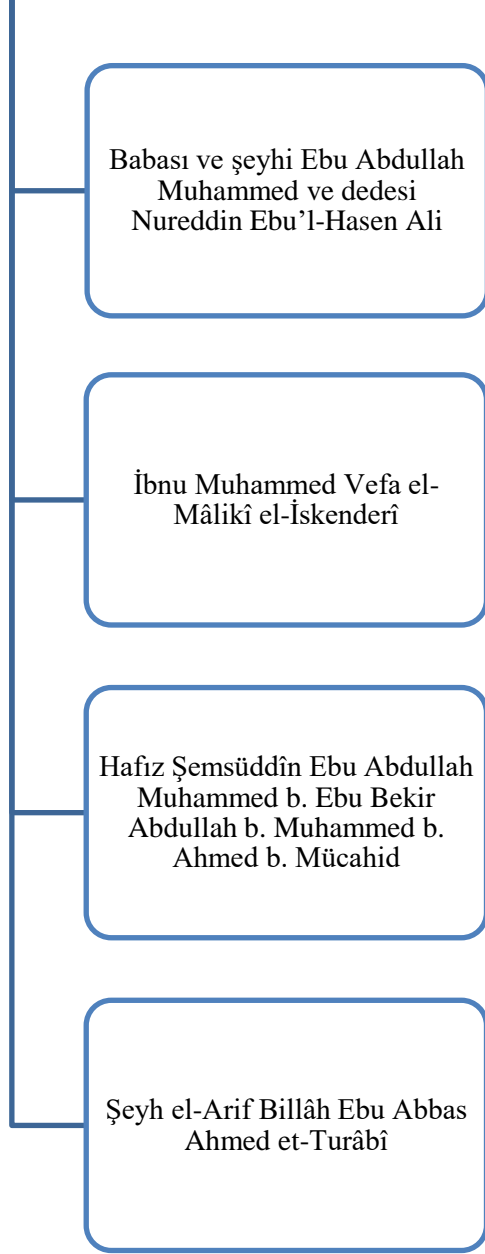 Babası ve şeyhi Ebu Abdullah
Muhammed ve dedesi
Nureddin Ebu’l-Hasen Ali
İbnu Muhammed Vefa el-
Mâlikî el-İskenderî
Hafız Şemsüddîn Ebu Abdullah
Muhammed b. Ebu Bekir
Abdullah b. Muhammed b.
Ahmed b. Mücahid
Şeyh el-Arif Billâh Ebu Abbas
Ahmed et-Turâbî